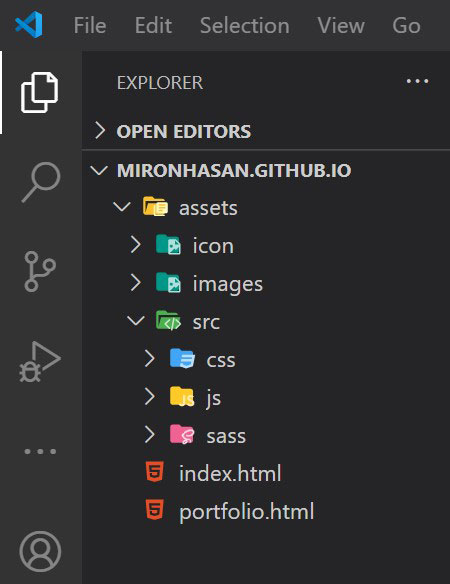 File Edit Selection View Go
EXPLORER
OPEN EDITORS
MIRONHASAN.GITHUB.IO
assets
icon
images
src
css
js
sass
index.html
portfolio.html